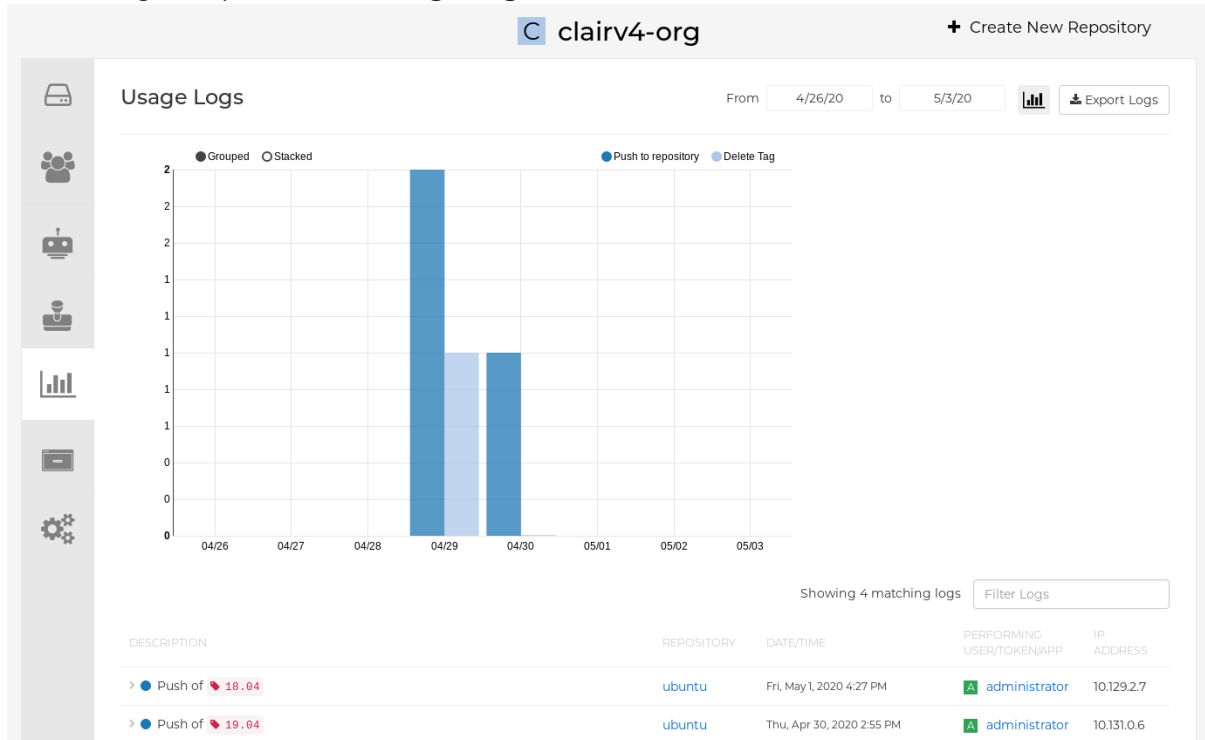 C clairv4-org
+ Create New Repository
Usage Logs
From 4/26/20 to 5/3/20
Export Logs
Grouped Stacked
Push to repository Delete Tag
2
2
2
1
1
1
1
1
0
0
0
04/26 04/27 04/28 04/29 04/30 05/01 05/02 05/03
Showing 4 matching logs
Filter Logs
DESCRIPTION REPOSITORY DATE/TIME PERFORMING USER/TOKEN/APP IP ADDRESS
Push of 18.04 ubuntu Fri, May 1, 2020 4:27 PM A administrator 10.129.2.7
Push of 19.04 ubuntu Thu, Apr 30, 2020 2:55 PM A administrator 10.131.0.6